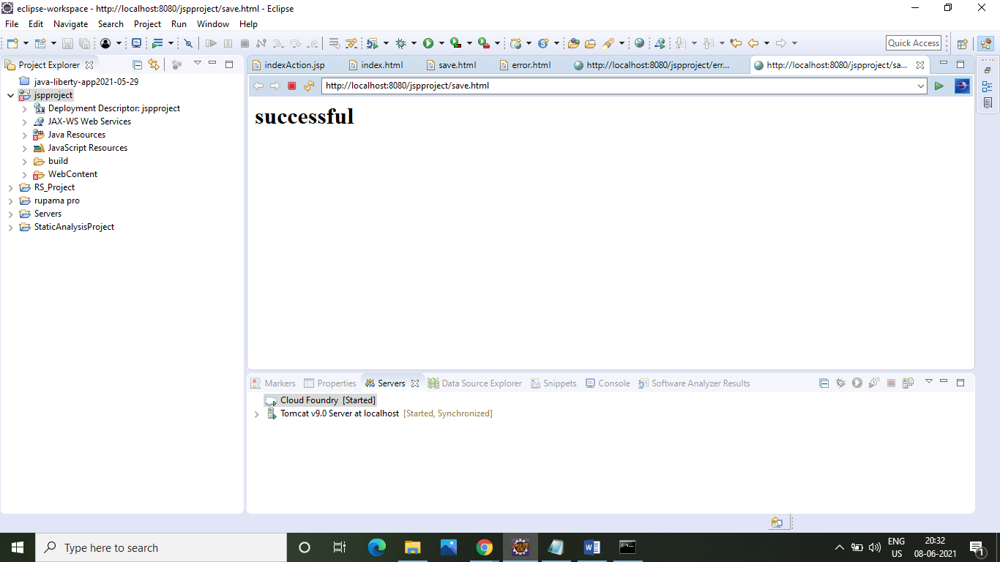 eclipse-workspace - http://localhost:8080/jspproject/save.html - Eclipse
File Edit Navigate Search Project Run Window Help
Quick Access
Project Explorer
indexAction.jsp index.html save.html error.html http://localhost:8080/jspproject/err... http://localhost:8080/jspproject/sa...
http://localhost:8080/jspproject/save.html
java-liberty-app2021-05-29
jspproject
Deployment Descriptor: jspproject
JAX-WS Web Services
Java Resources
JavaScript Resources
build
WebContent
RS_Project
rupama pro
Servers
StaticAnalysisProject
successful
Markers Properties Servers Data Source Explorer Snippets Console Software Analyzer Results
Cloud Foundry [Started]
Tomcat v9.0 Server at localhost [Started, Synchronized]
Type here to search
ENG
US
20:32
08-06-2021
1